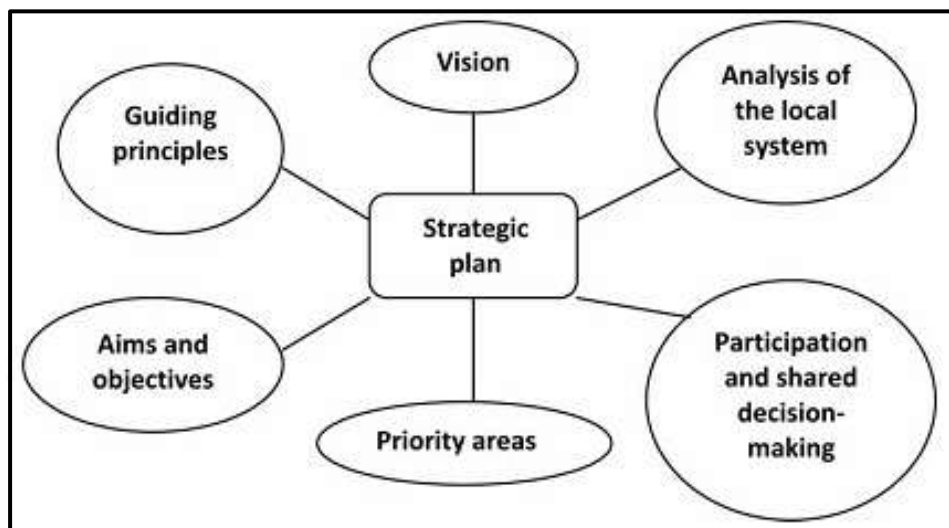 Vision
Analysis of
the local
system
Guiding
principles
Strategic
plan
Aims and
objectives
Participation
and shared
decision-
making
Priority areas